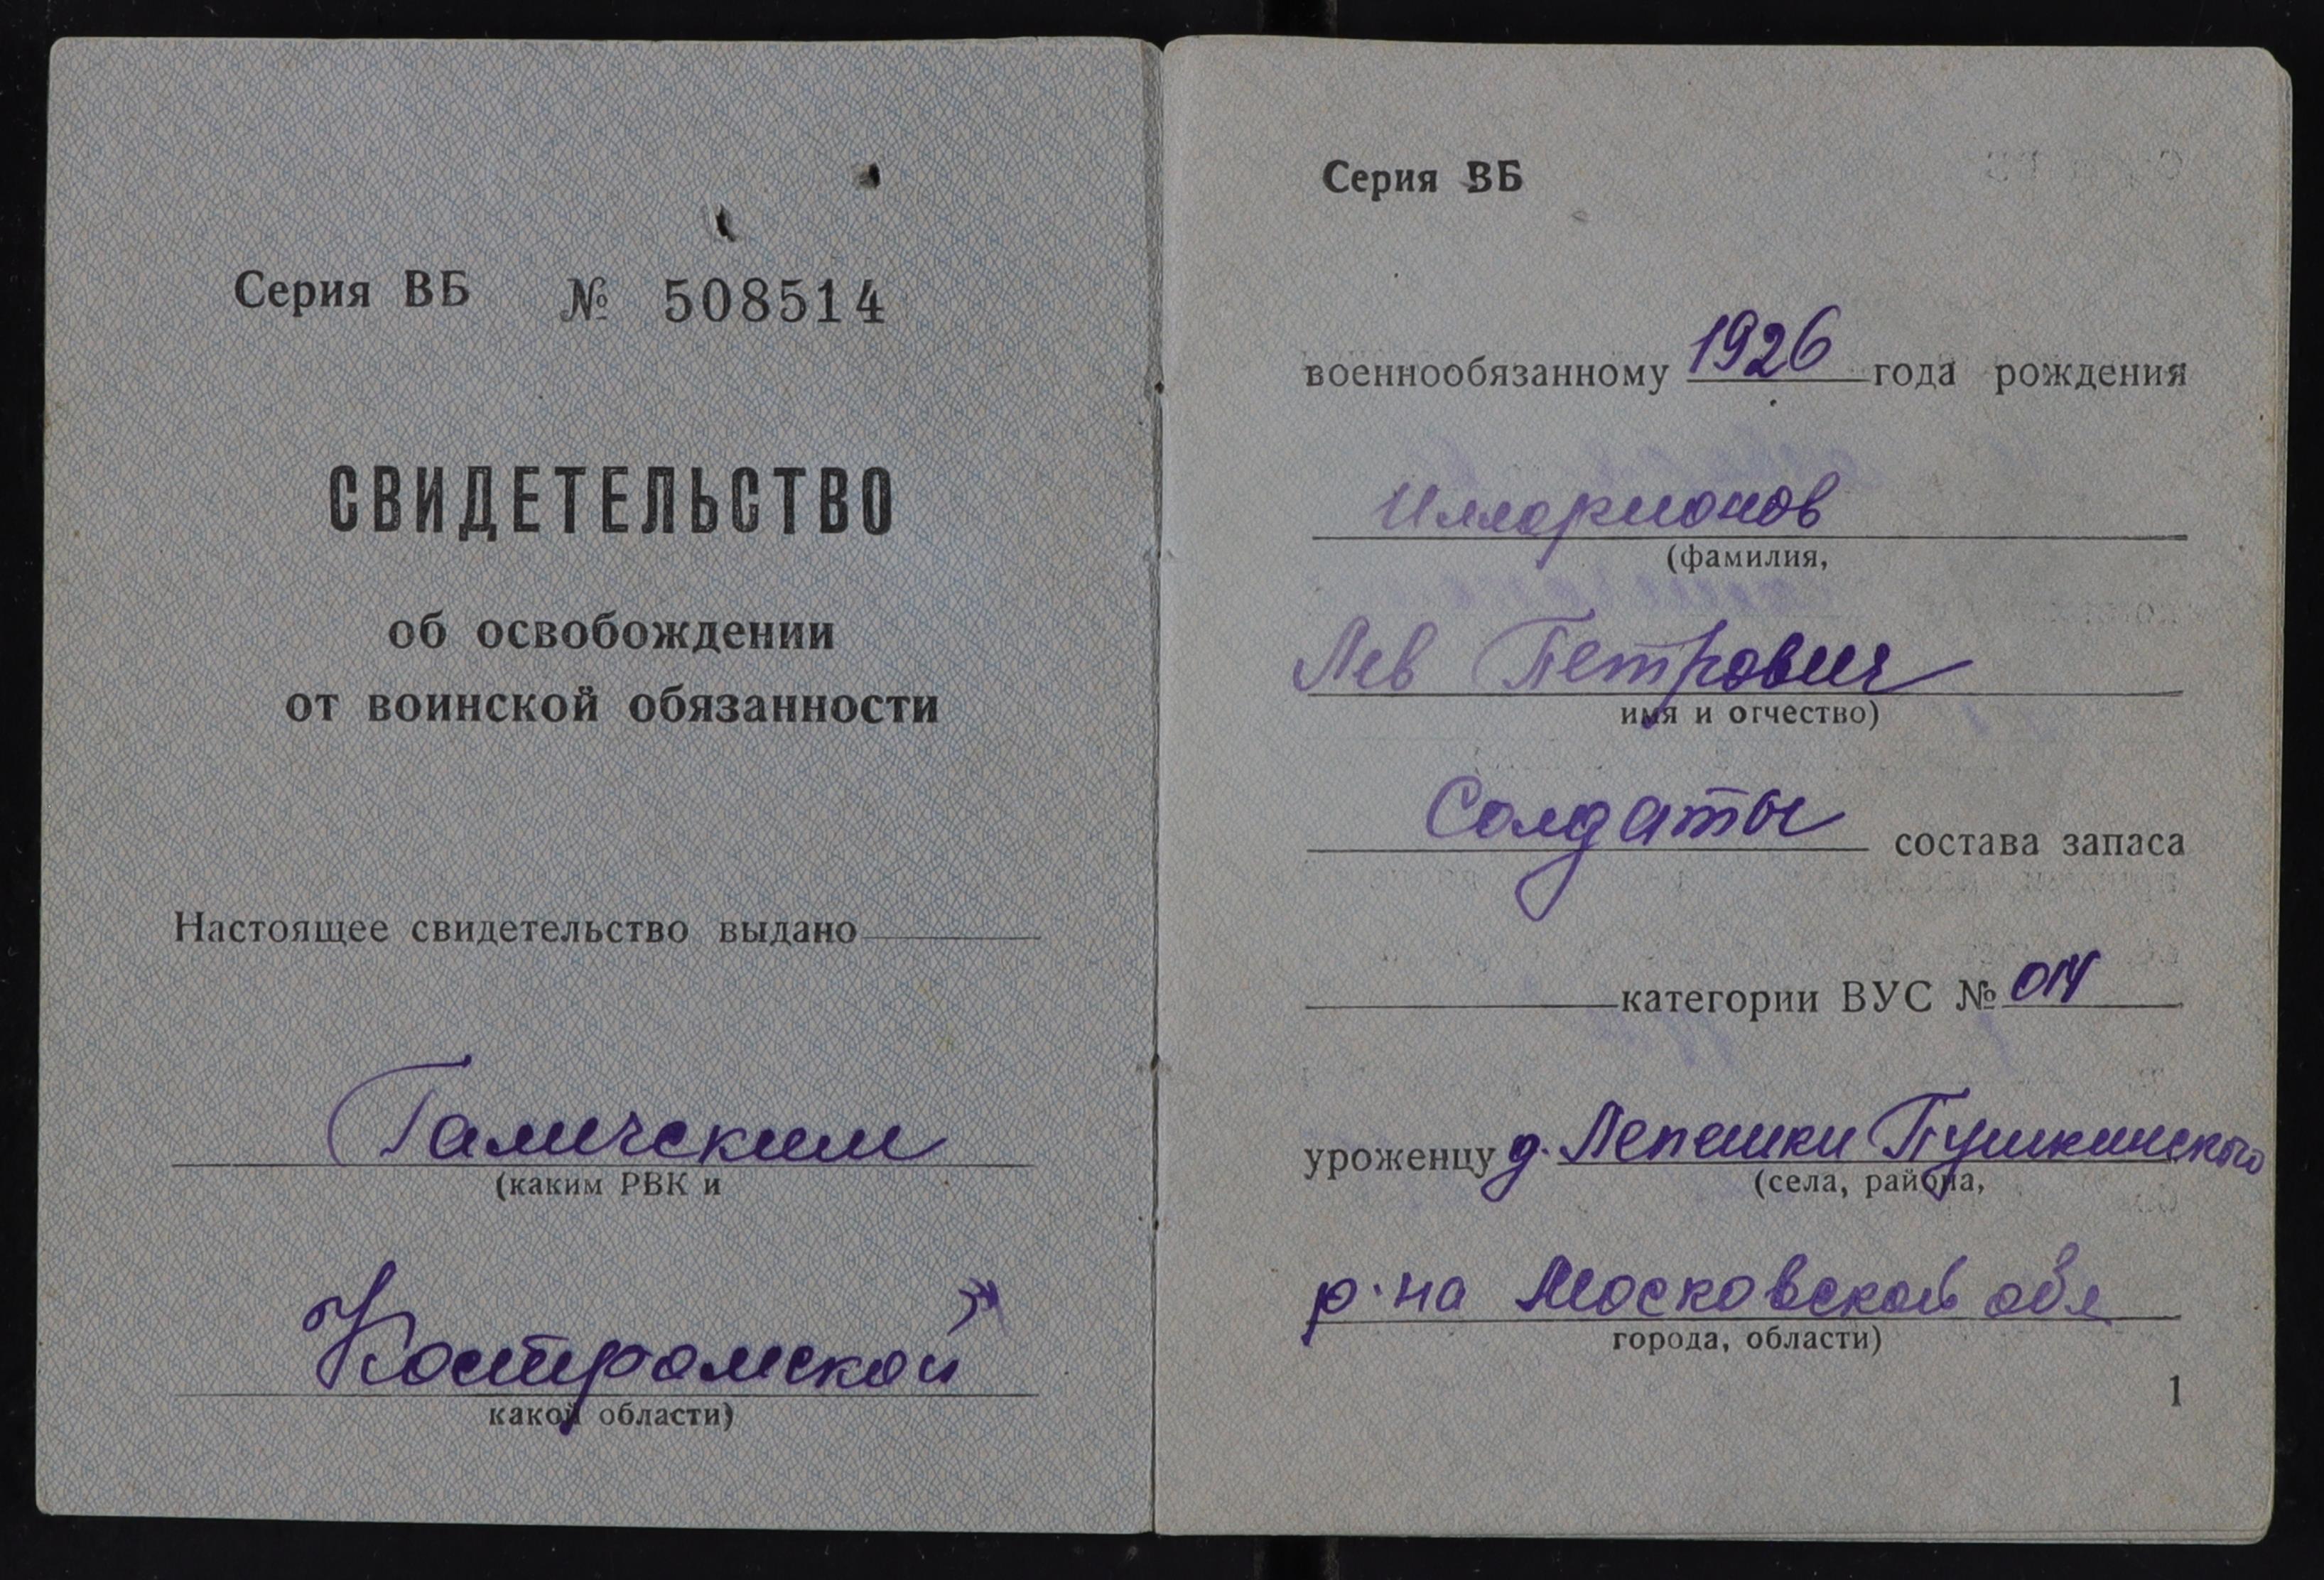 Серия ВБ № 508514
СВИДЕТЕЛЬСТВО
об освобождении
от воинской обязанности
Настоящее свидетельство выдано
Галичским
(каким РВК и
Костромской
какой области)
Серия ВБ
военнообязанному 1926 года рождения
Илларионов
(фамилия,
Лев Петрович
имя и отчество)
Солдаты состава запаса
категории ВУС № 014
уроженцу д. Лепешки Пушкинского
(села, района,
р-на Московской обл
города, области)
1